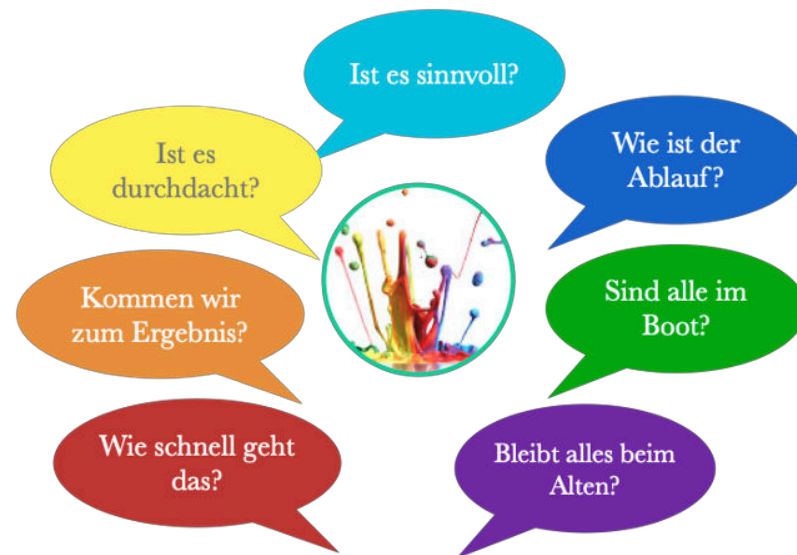 Ist es sinnvoll?
Ist es
durchdacht?
Wie ist der
Ablauf?
Kommen wir
zum Ergebnis?
Sind alle im
Boot?
Wie schnell geht
das?
Bleibt alles beim
Alten?